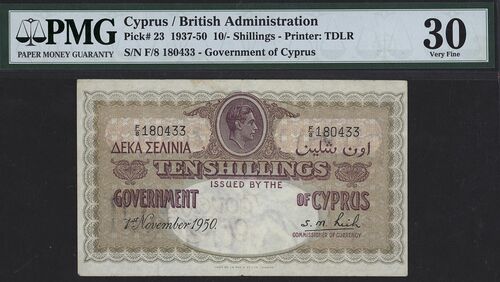 PMG
PAPER MONEY GUARANTY
Cyprus / British Administration
Pick# 23 1937-50 10/- Shillings - Printer: TDLR
S/N F/8 180433 - Government of Cyprus
30
Very Fine
F/8 180433
F/8 180433
ΔΕΚΑ ΣΕΛΙΝΙΑ
اون شلين
TEN SHILLINGS
ISSUED BY THE
GOVERNMENT OF CYPRUS
1st November 1950.
COMMISSIONER OF CURRENCY